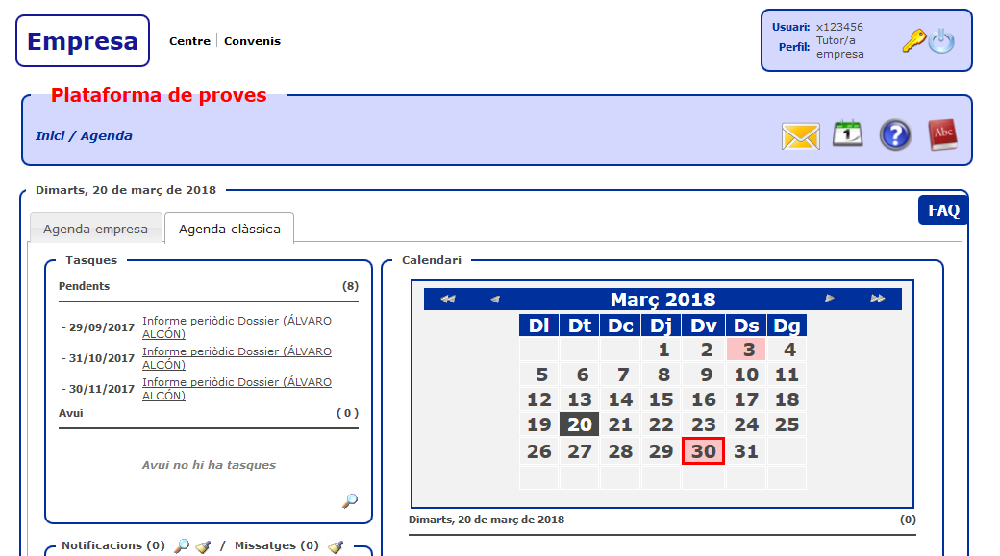 Empresa
Centre Convenis
Usuari: x123456
Perfil: Tutor/a empresa
Plataforma de proves
Inici / Agenda
1
?
Abc
Dimarts, 20 de març de 2018
FAQ
Agenda empresa Agenda clàssica
Tasques
Pendents (8)
- 29/09/2017 Informe periòdic Dossier (ÁLVARO
ALCÓN)
- 31/10/2017 Informe periòdic Dossier (ÁLVARO
ALCÓN)
- 30/11/2017 Informe periòdic Dossier (ÁLVARO
ALCÓN)
Avui ( 0 )
Avui no hi ha tasques
Notificacions (0) / Missatges (0)
Calendari
Març 2018
Dl Dt Dc Dj Dv Ds Dg
1 2 3 4
5 6 7 8 9 10 11
12 13 14 15 16 17 18
19 20 21 22 23 24 25
26 27 28 29 30 31
Dimarts, 20 de març de 2018 (0)